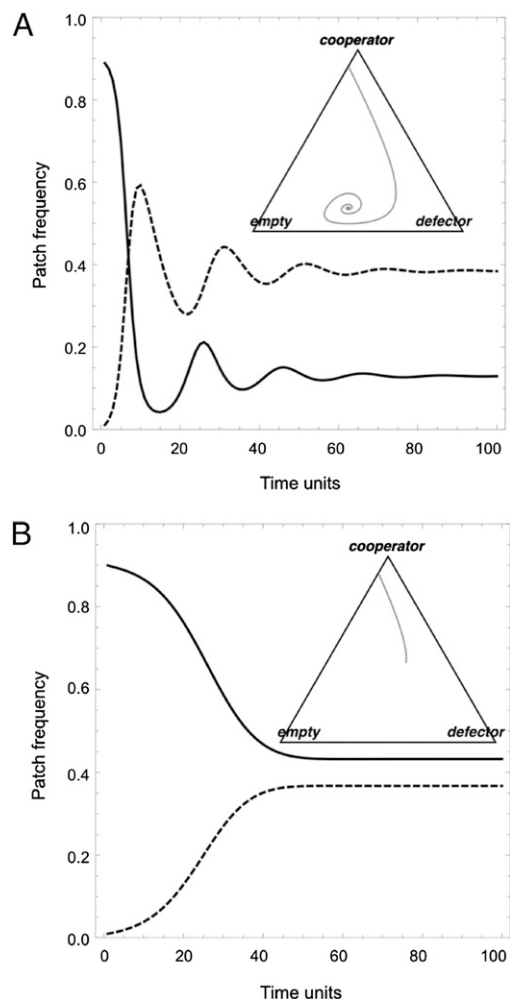 A
1.0
cooperator
0.8
0.6
empty defector
Patch frequency
0.4
0.2
0.0
0 20 40 60 80 100
Time units
B
1.0
cooperator
0.8
0.6
empty defector
Patch frequency
0.4
0.2
0.0
0 20 40 60 80 100
Time units